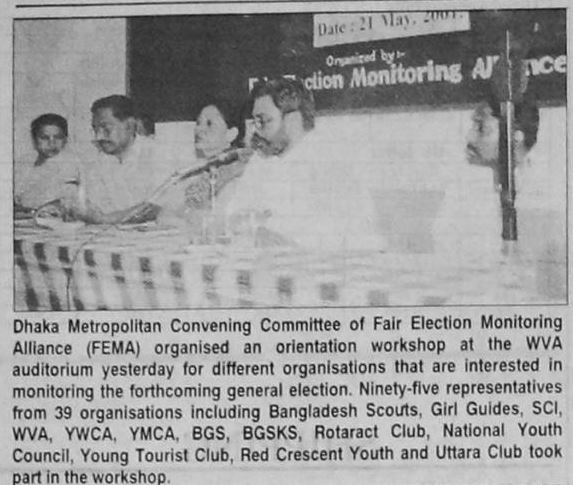 Date : 21 May, 2001.
Organized by :-
Election Monitoring
Dhaka Metropolitan Convening Committee of Fair Election Monitoring
Alliance (FEMA) organised an orientation workshop at the WVA
auditorium yesterday for different organisations that are interested in
monitoring the forthcoming general election. Ninety-five representatives
from 39 organisations including Bangladesh Scouts, Girl Guides, SCI,
WVA, YWCA, YMCA, BGS, BGSKS, Rotaract Club, National Youth
Council, Young Tourist Club, Red Crescent Youth and Uttara Club took
part in the workshop.